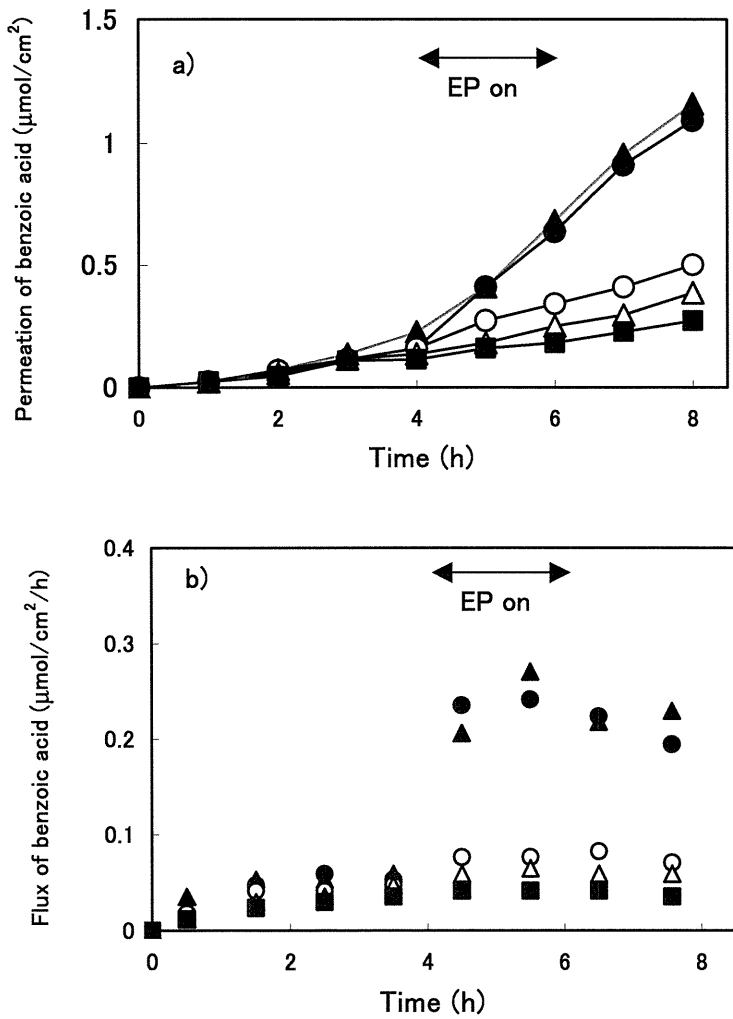 1.5
a)
EP on
1
0.5
0
Permeation of benzoic acid (μmol/cm²)
0 2 4 6 8
Time (h)
0.4
b)
EP on
0.3
0.2
0.1
0
Flux of benzoic acid (μmol/cm²/h)
0 2 4 6 8
Time (h)